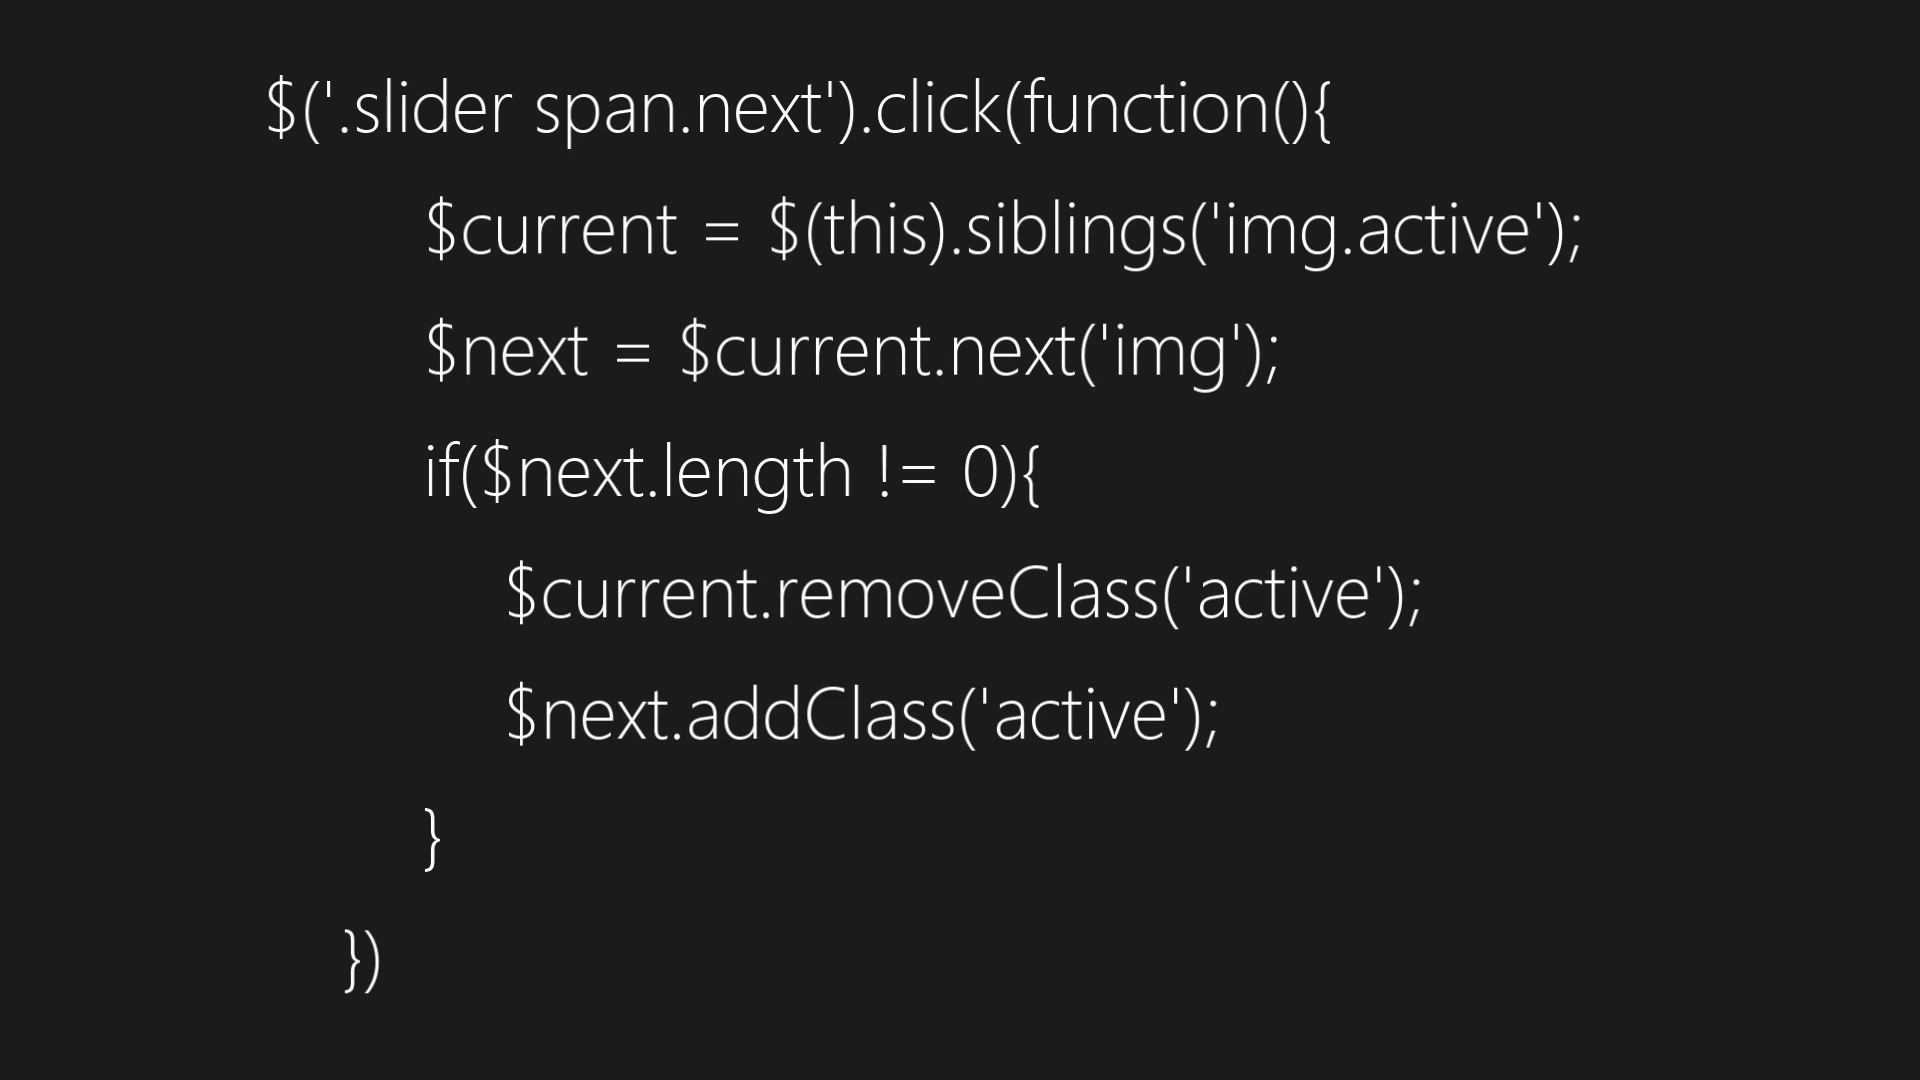 $('.slider span.next').click(function(){
$current = $(this).siblings('img.active');
$next = $current.next('img');
if($next.length != 0){
$current.removeClass('active');
$next.addClass('active');
}
})